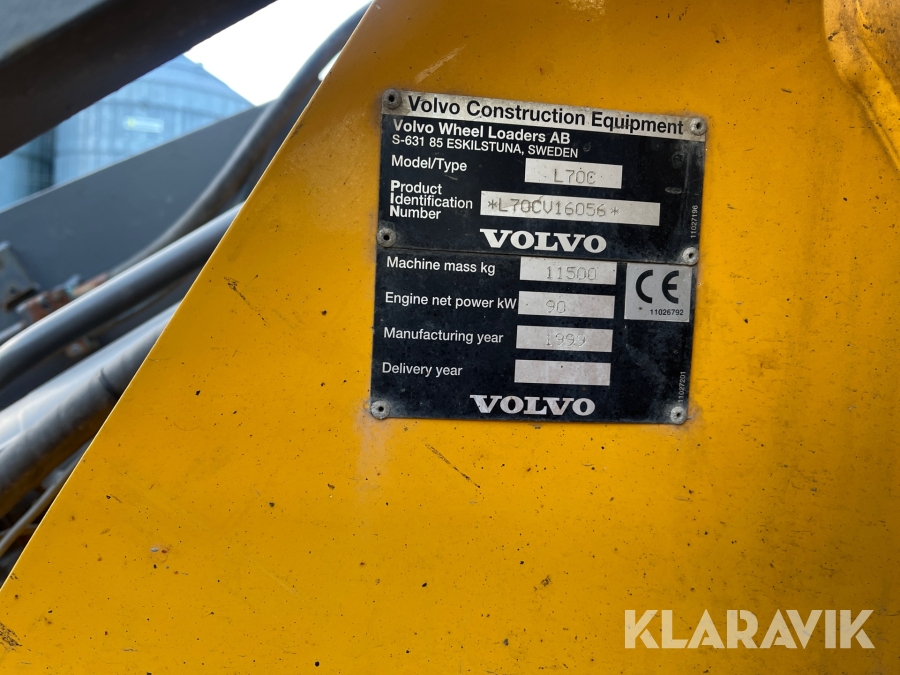 Volvo Construction Equipment
Volvo Wheel Loaders AB
S-631 85 ESKILSTUNA, SWEDEN
Model/Type L70C
Product
Identification *L70CV16056*
Number
11027196
VOLVO
Machine mass kg 11500
Engine net power kW 90
CE
11026792
Manufacturing year 1999
Delivery year
11027201
VOLVO
KLARAVIK